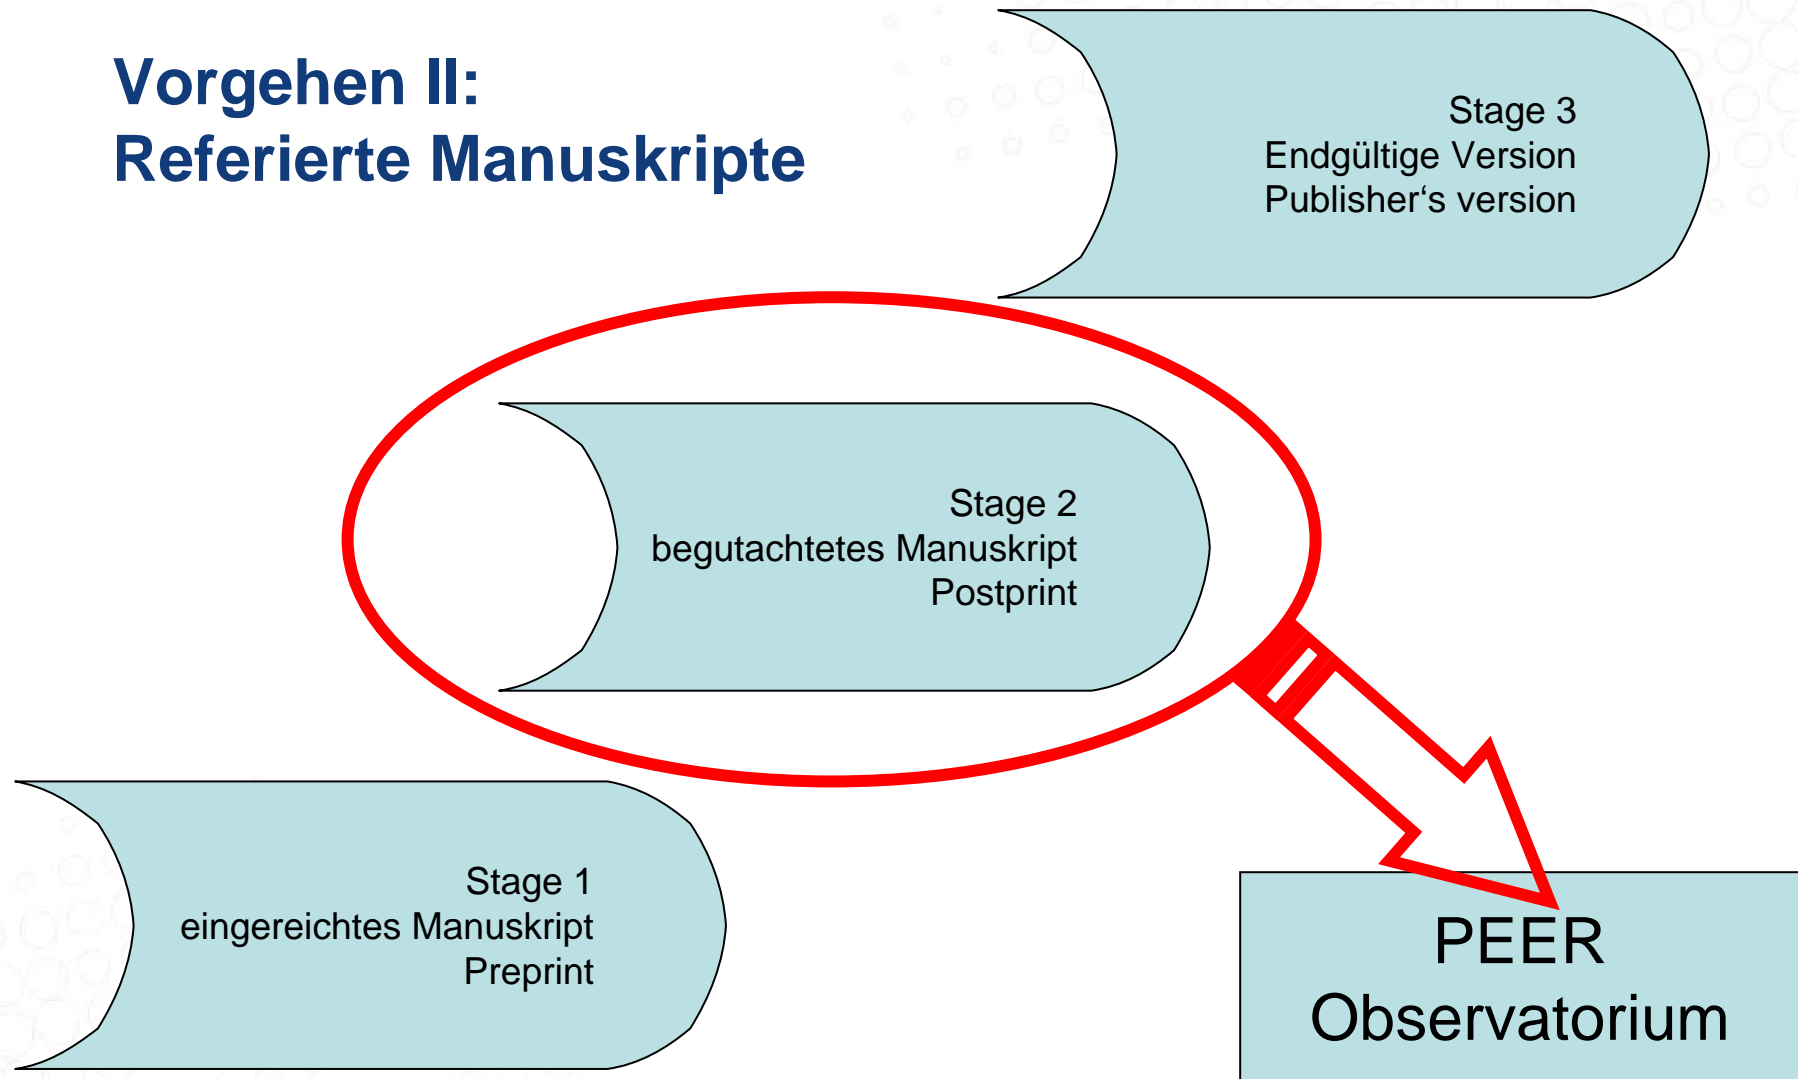 Vorgehen II:
Referierte Manuskripte
Stage 3
Endgültige Version
Publisher‘s version
Stage 2
begutachtetes Manuskript
Postprint
Stage 1
eingereichtes Manuskript
Preprint
PEER
Observatorium